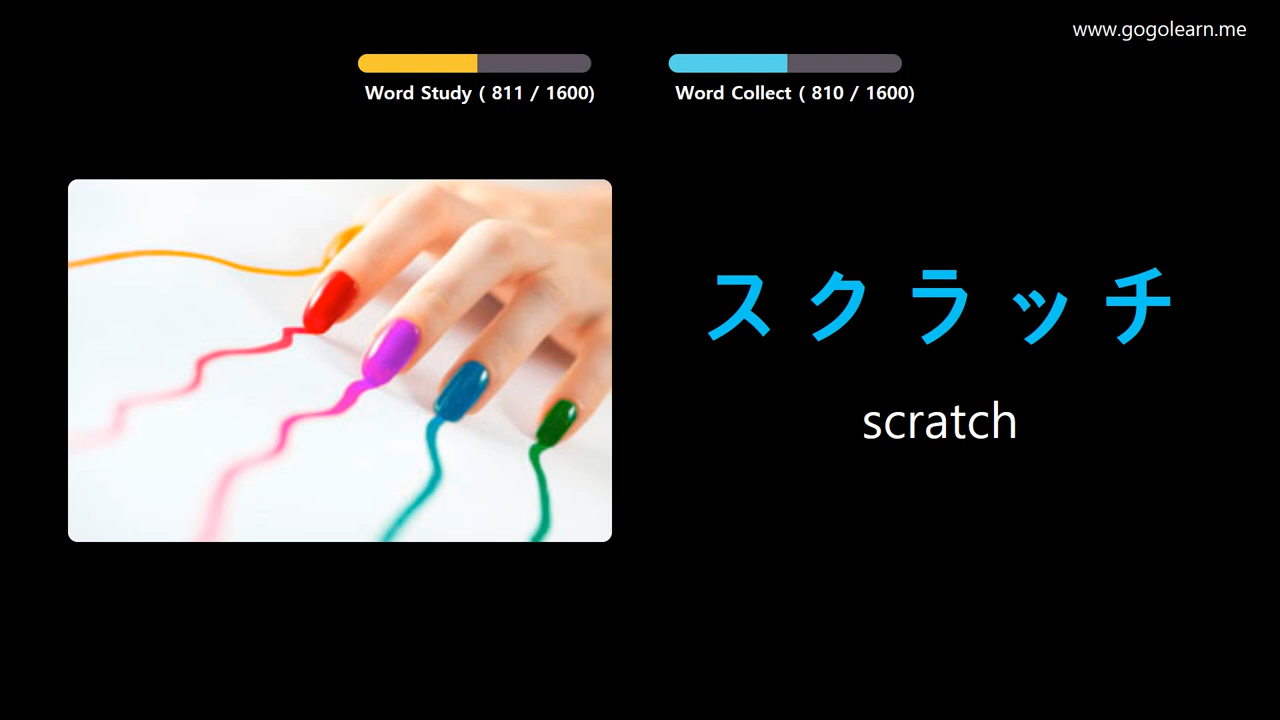 www.gogolearn.me
Word Study ( 811 / 1600)
Word Collect ( 810 / 1600)
スクラッチ
scratch